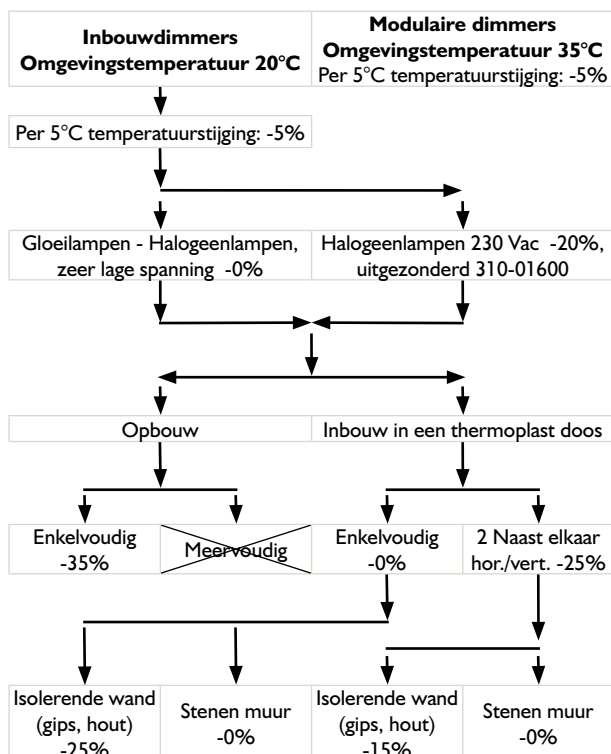 Inbouwdimmers
Omgevingstemperatuur 20°C
Modulaire dimmers
Omgevingstemperatuur 35°C
Per 5°C temperatuurstijging: -5%
Per 5°C temperatuurstijging: -5%
Gloeilampen - Halogeenlampen,
zeer lage spanning -0%
Halogeenlampen 230 Vac -20%,
uitgezonderd 310-01600
Opbouw
Inbouw in een thermoplast doos
Enkelvoudig
-35%
Meervoudig
Enkelvoudig
-0%
2 Naast elkaar
hor./vert. -25%
Isolerende wand
(gips, hout)
-25%
Stenen muur
-0%
Isolerende wand
(gips, hout)
-15%
Stenen muur
-0%